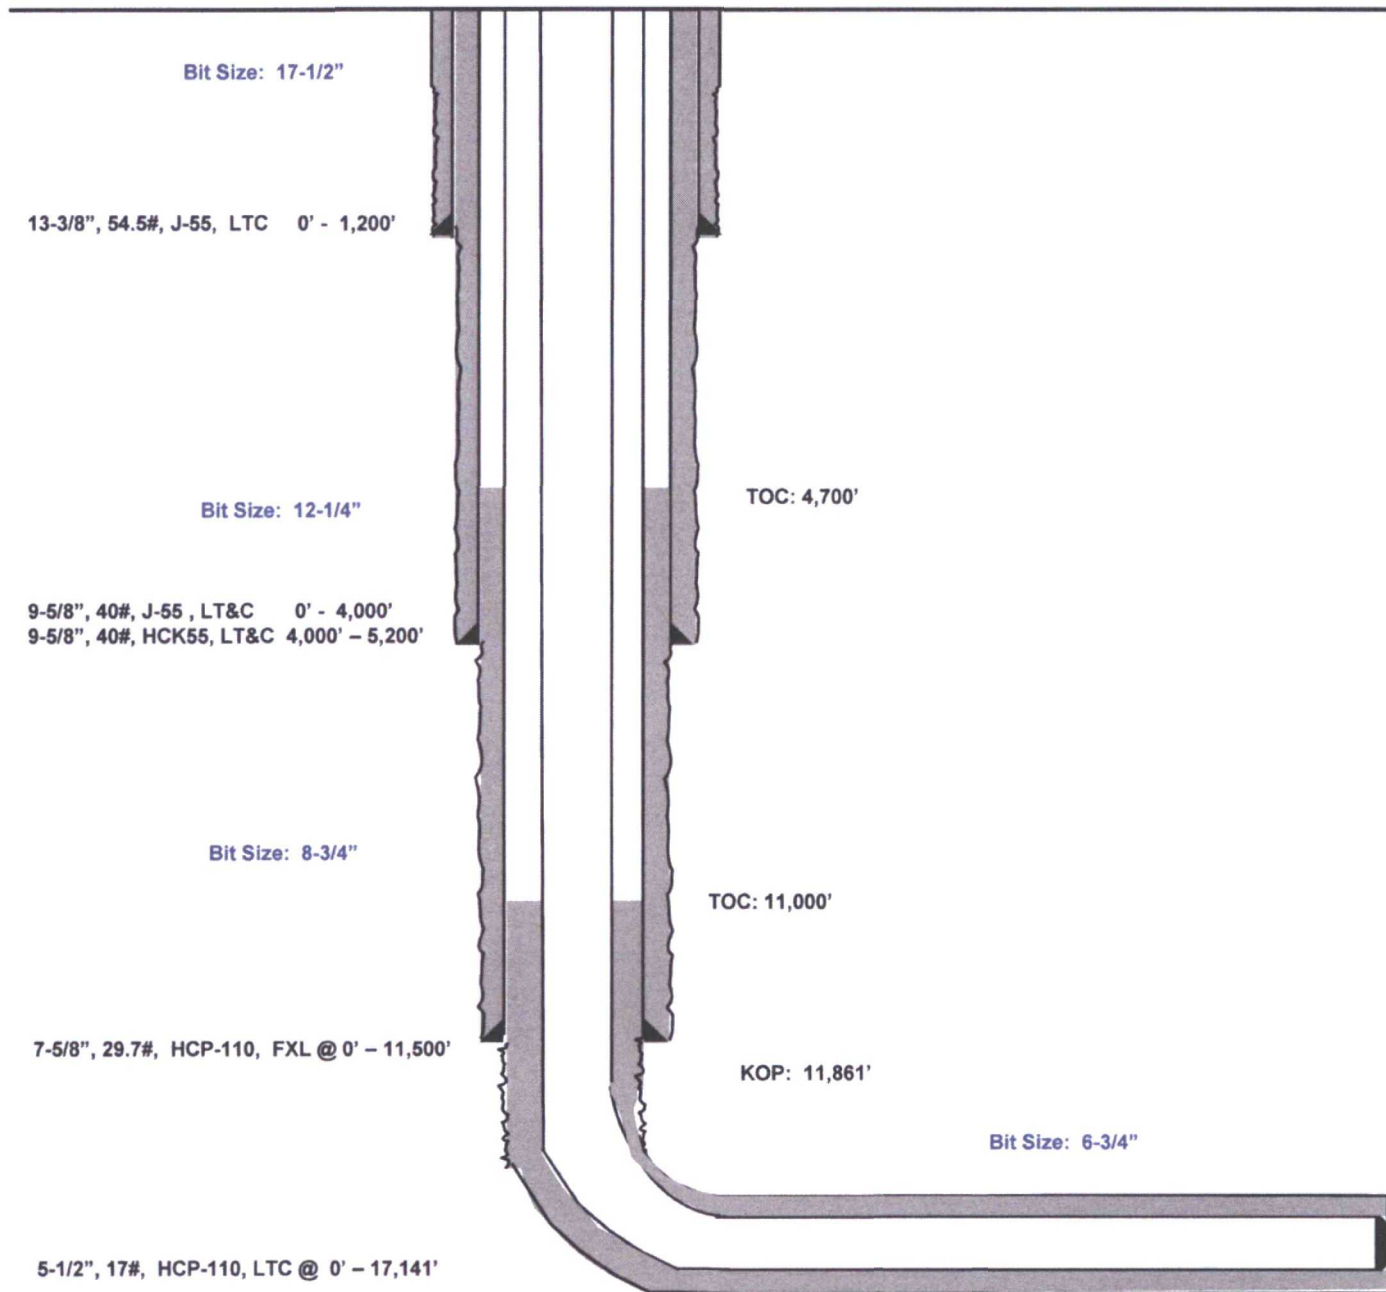 Bit Size: 17-1/2”
13-3/8”, 54.5#, J-55, LTC 0’ - 1,200’
TOC: 4,700’
Bit Size: 12-1/4”
9-5/8”, 40#, J-55 , LT&C 0’ - 4,000’
9-5/8”, 40#, HCK55, LT&C 4,000’ – 5,200’
Bit Size: 8-3/4”
TOC: 11,000’
7-5/8”, 29.7#, HCP-110, FXL @ 0’ – 11,500’
KOP: 11,861’
Bit Size: 6-3/4”
5-1/2”, 17#, HCP-110, LTC @ 0’ – 17,141’